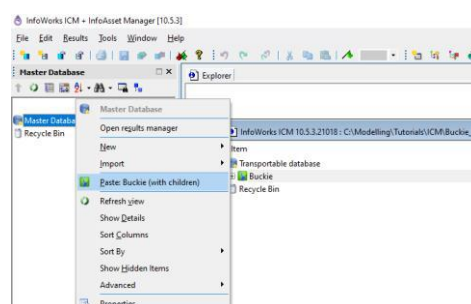 InfoWorks ICM + InfoAsset Manager [10.5.3]
File Edit Results Tools Window Help
Master Database
Explorer
Master Databa
Recycle Bin
Master Database
Open results manager
New
Import
Paste: Buckie (with children)
Refresh view
Show Details
Sort Columns
Sort By
Show Hidden Items
Advanced
Properties
InfoWorks ICM 10.5.3.21018 : C:\Modelling\Tutorials\ICM\Buckie_
Item
Transportable database
Buckie
Recycle Bin